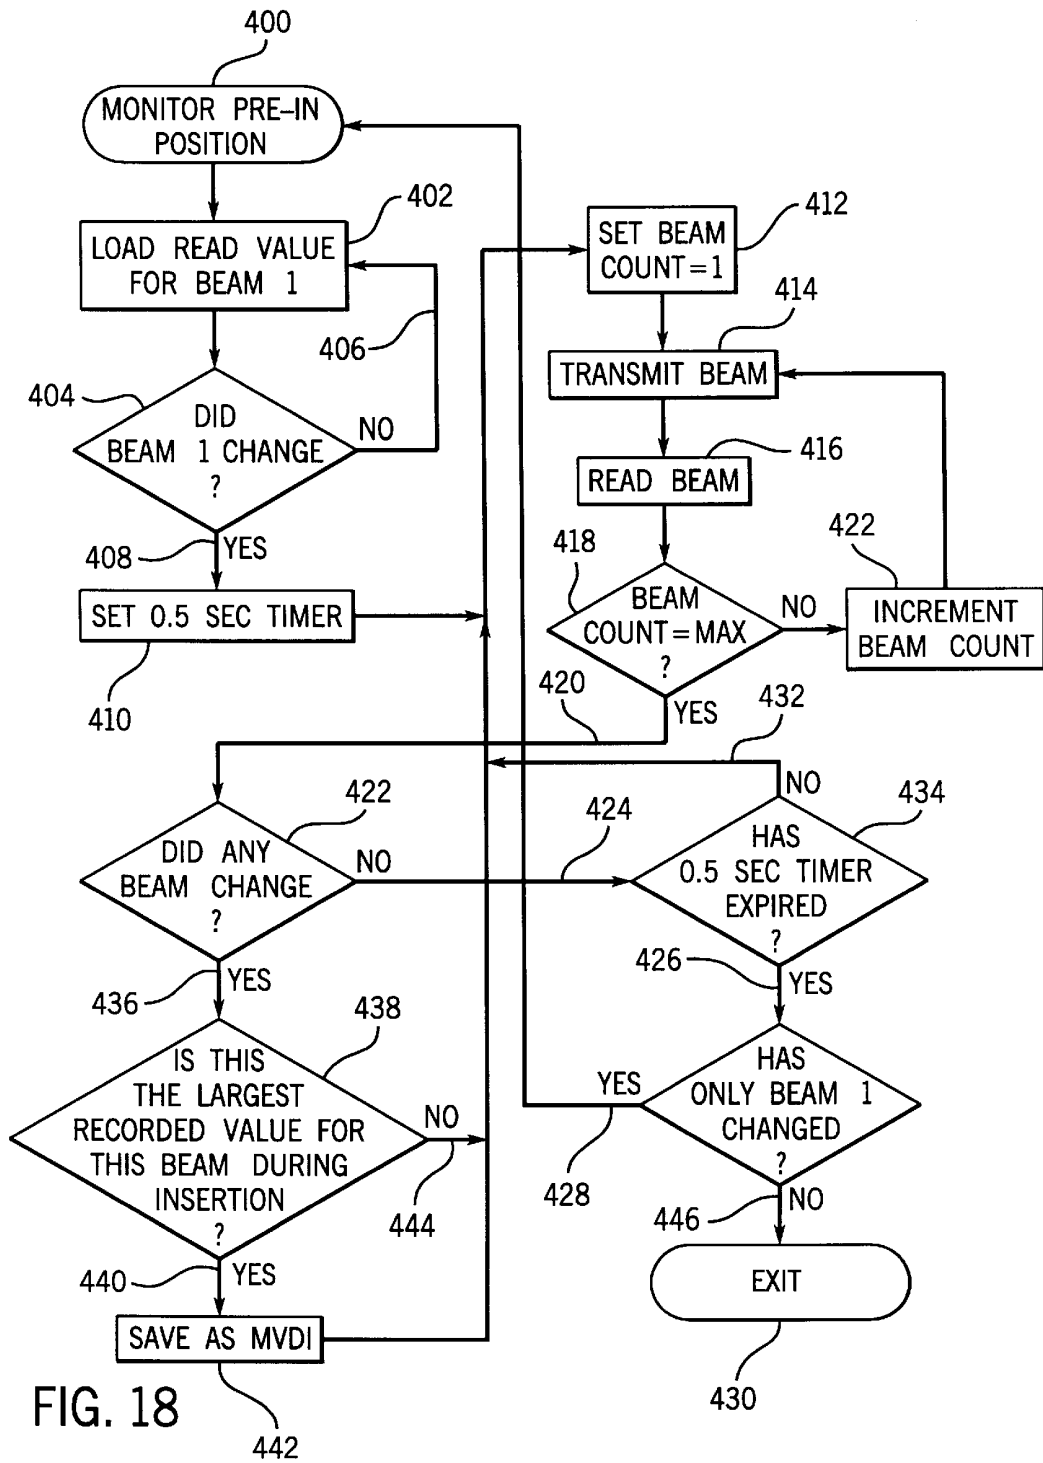 400
MONITOR PRE-IN
POSITION
402
LOAD READ VALUE
FOR BEAM 1
406
404
DID
BEAM 1 CHANGE
?
NO
408
YES
SET 0.5 SEC TIMER
410
412
SET BEAM
COUNT=1
414
TRANSMIT BEAM
416
READ BEAM
418
BEAM
COUNT=MAX
?
NO
422
INCREMENT
BEAM COUNT
420
YES
432
422
DID ANY
BEAM CHANGE
?
NO
424
NO
434
HAS
0.5 SEC TIMER
EXPIRED
?
426
YES
436
YES
438
IS THIS
THE LARGEST
RECORDED VALUE FOR
THIS BEAM DURING
INSERTION
?
NO
444
YES
HAS
ONLY BEAM 1
CHANGED
?
428
446
NO
440
YES
EXIT
430
SAVE AS MVDI
442
FIG. 18